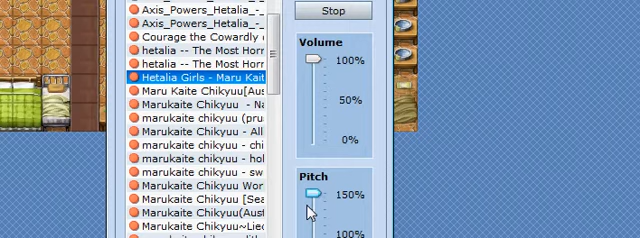 Axis_Powers_Hetalia_-_
Axis_Powers_Hetalia_-_
Courage the Cowardly
hetalia -- The Most Horr
hetalia -- The Most Horr
Hetalia Girls - Maru Kait
Maru Kaite Chikyuu[Aus
Marukaite Chikyuu - Na
marukaite chikyuu (prus
Marukaite Chikyuu - All
marukaite chikyuu - chi
marukaite chikyuu - hol
marukaite chikyuu - sw
Marukaite Chikyuu Wor
Marukaite Chikyuu [Sea
Marukaite Chikyuu(Aust
Marukaite Chikyuu~Liec
Stop
Volume
100%
50%
0%
Pitch
150%
100%